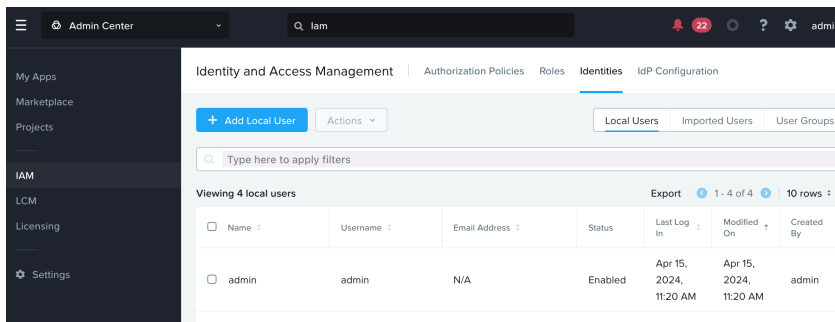 Admin Center
Iam
22
?
admi
My Apps
Marketplace
Projects
IAM
LCM
Licensing
Settings
Identity and Access Management
Authorization Policies Roles Identities IdP Configuration
+ Add Local User Actions
Local Users Imported Users User Groups
Type here to apply filters
Viewing 4 local users
Export 1 - 4 of 4 10 rows
Name Username Email Address Status Last Log In Modified On Created By
admin admin N/A Enabled Apr 15, 2024, 11:20 AM Apr 15, 2024, 11:20 AM admin